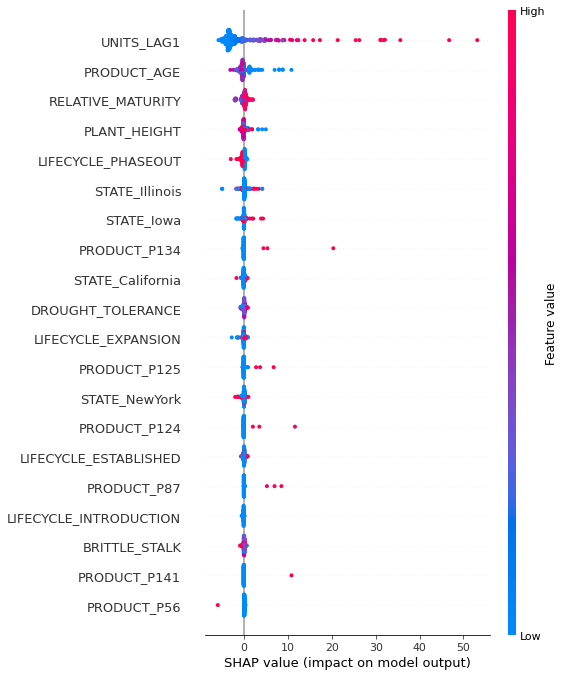 High
UNITS_LAG1
PRODUCT_AGE
RELATIVE_MATURITY
PLANT_HEIGHT
LIFECYCLE_PHASEOUT
STATE_Illinois
STATE_Iowa
PRODUCT_P134
STATE_California
DROUGHT_TOLERANCE
LIFECYCLE_EXPANSION
PRODUCT_P125
STATE_NewYork
PRODUCT_P124
LIFECYCLE_ESTABLISHED
PRODUCT_P87
LIFECYCLE_INTRODUCTION
BRITTLE_STALK
PRODUCT_P141
PRODUCT_P56
Feature value
Low
0 10 20 30 40 50
SHAP value (impact on model output)